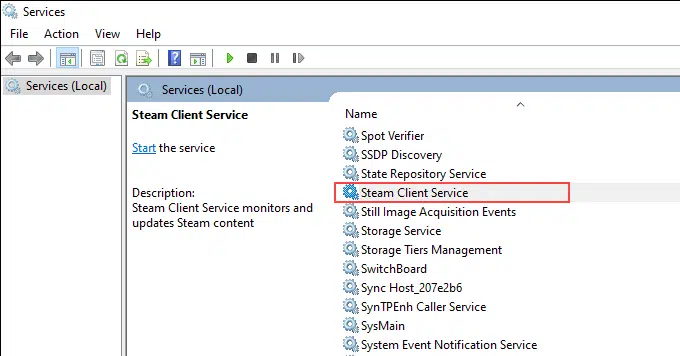 Services
File Action View Help
Services (Local)
Services (Local)
Steam Client Service
Start the service
Description:
Steam Client Service monitors and
updates Steam content
Name
Spot Verifier
SSDP Discovery
State Repository Service
Steam Client Service
Still Image Acquisition Events
Storage Service
Storage Tiers Management
SwitchBoard
Sync Host_207e2b6
SynTPEnh Caller Service
SysMain
System Event Notification Service